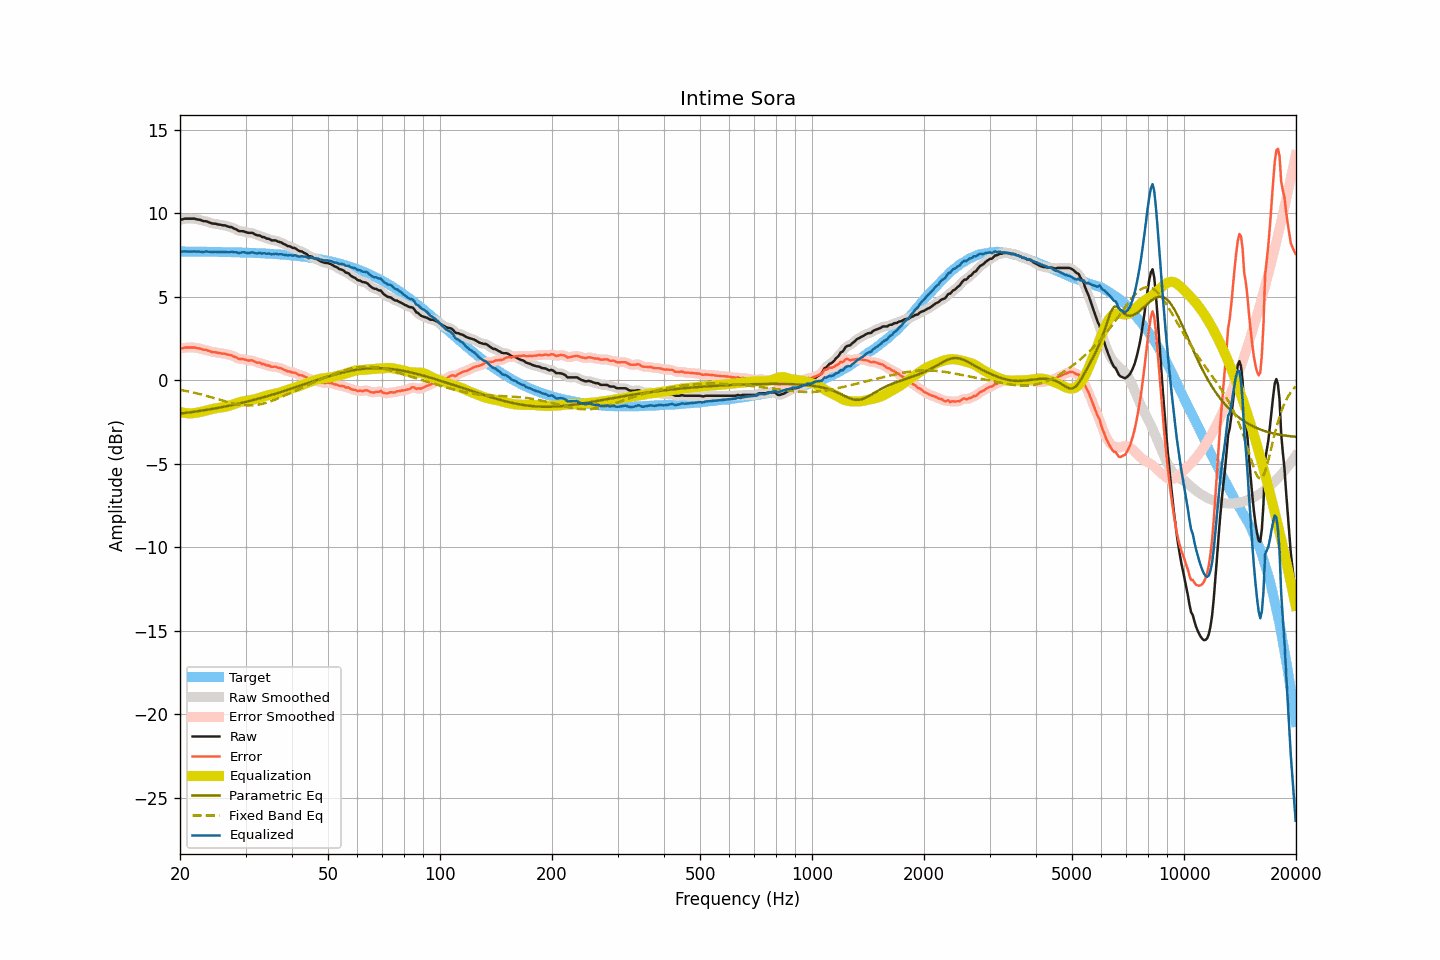 Intime Sora
15
10
5
0
−5
−10
−15
−20
−25
Amplitude (dBr)
Target
Raw Smoothed
Error Smoothed
Raw
Error
Equalization
Parametric Eq
Fixed Band Eq
Equalized
20 50 100 200 500 1000 2000 5000 10000 20000
Frequency (Hz)